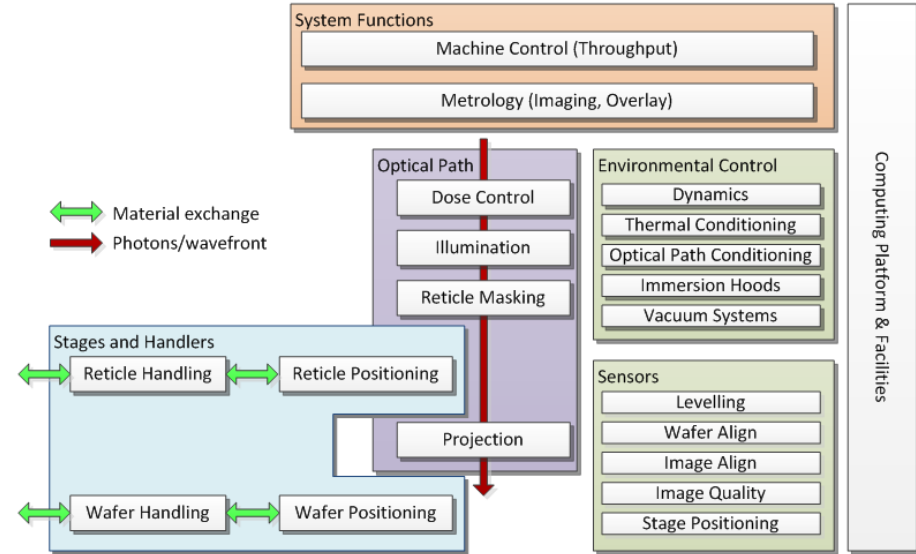 System Functions
Machine Control (Throughput)
Metrology (Imaging, Overlay)
Material exchange
Photons/wavefront
Optical Path
Dose Control
Illumination
Reticle Masking
Projection
Environmental Control
Dynamics
Thermal Conditioning
Optical Path Conditioning
Immersion Hoods
Vacuum Systems
Stages and Handlers
Reticle Handling
Reticle Positioning
Wafer Handling
Wafer Positioning
Sensors
Levelling
Wafer Align
Image Align
Image Quality
Stage Positioning
Computing Platform & Facilities